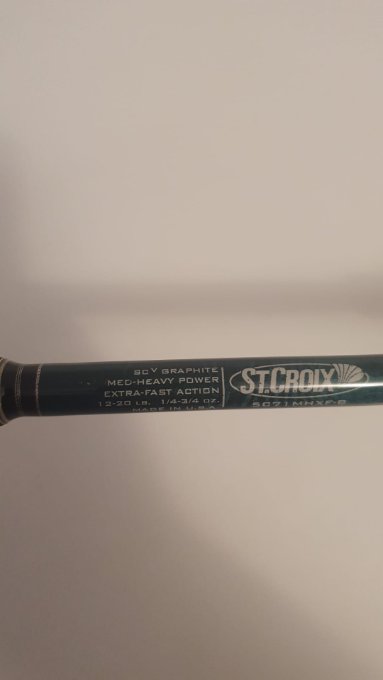 SCV GRAPHITE
MED-HEAVY POWER
EXTRA-FAST ACTION
12-20 LB. 1/4-3/4 OZ.
MADE IN U.S.A.
ST.CROIX